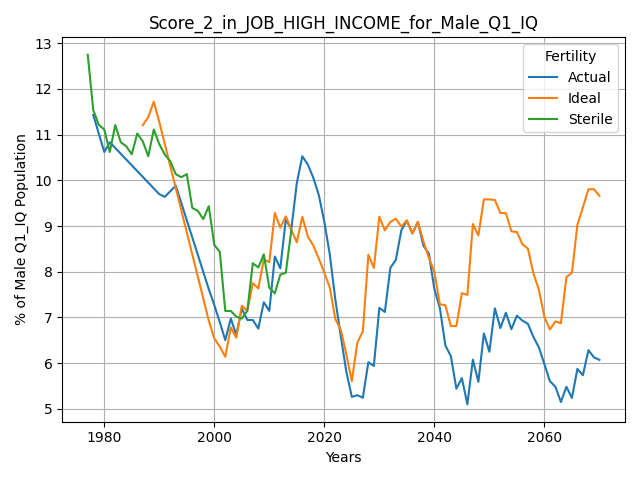 Score_2_in_JOB_HIGH_INCOME_for_Male_Q1_IQ
% of Male Q1_IQ Population
13
12
11
10
9
8
7
6
5
Fertility
Actual
Ideal
Sterile
1980 2000 2020 2040 2060
Years